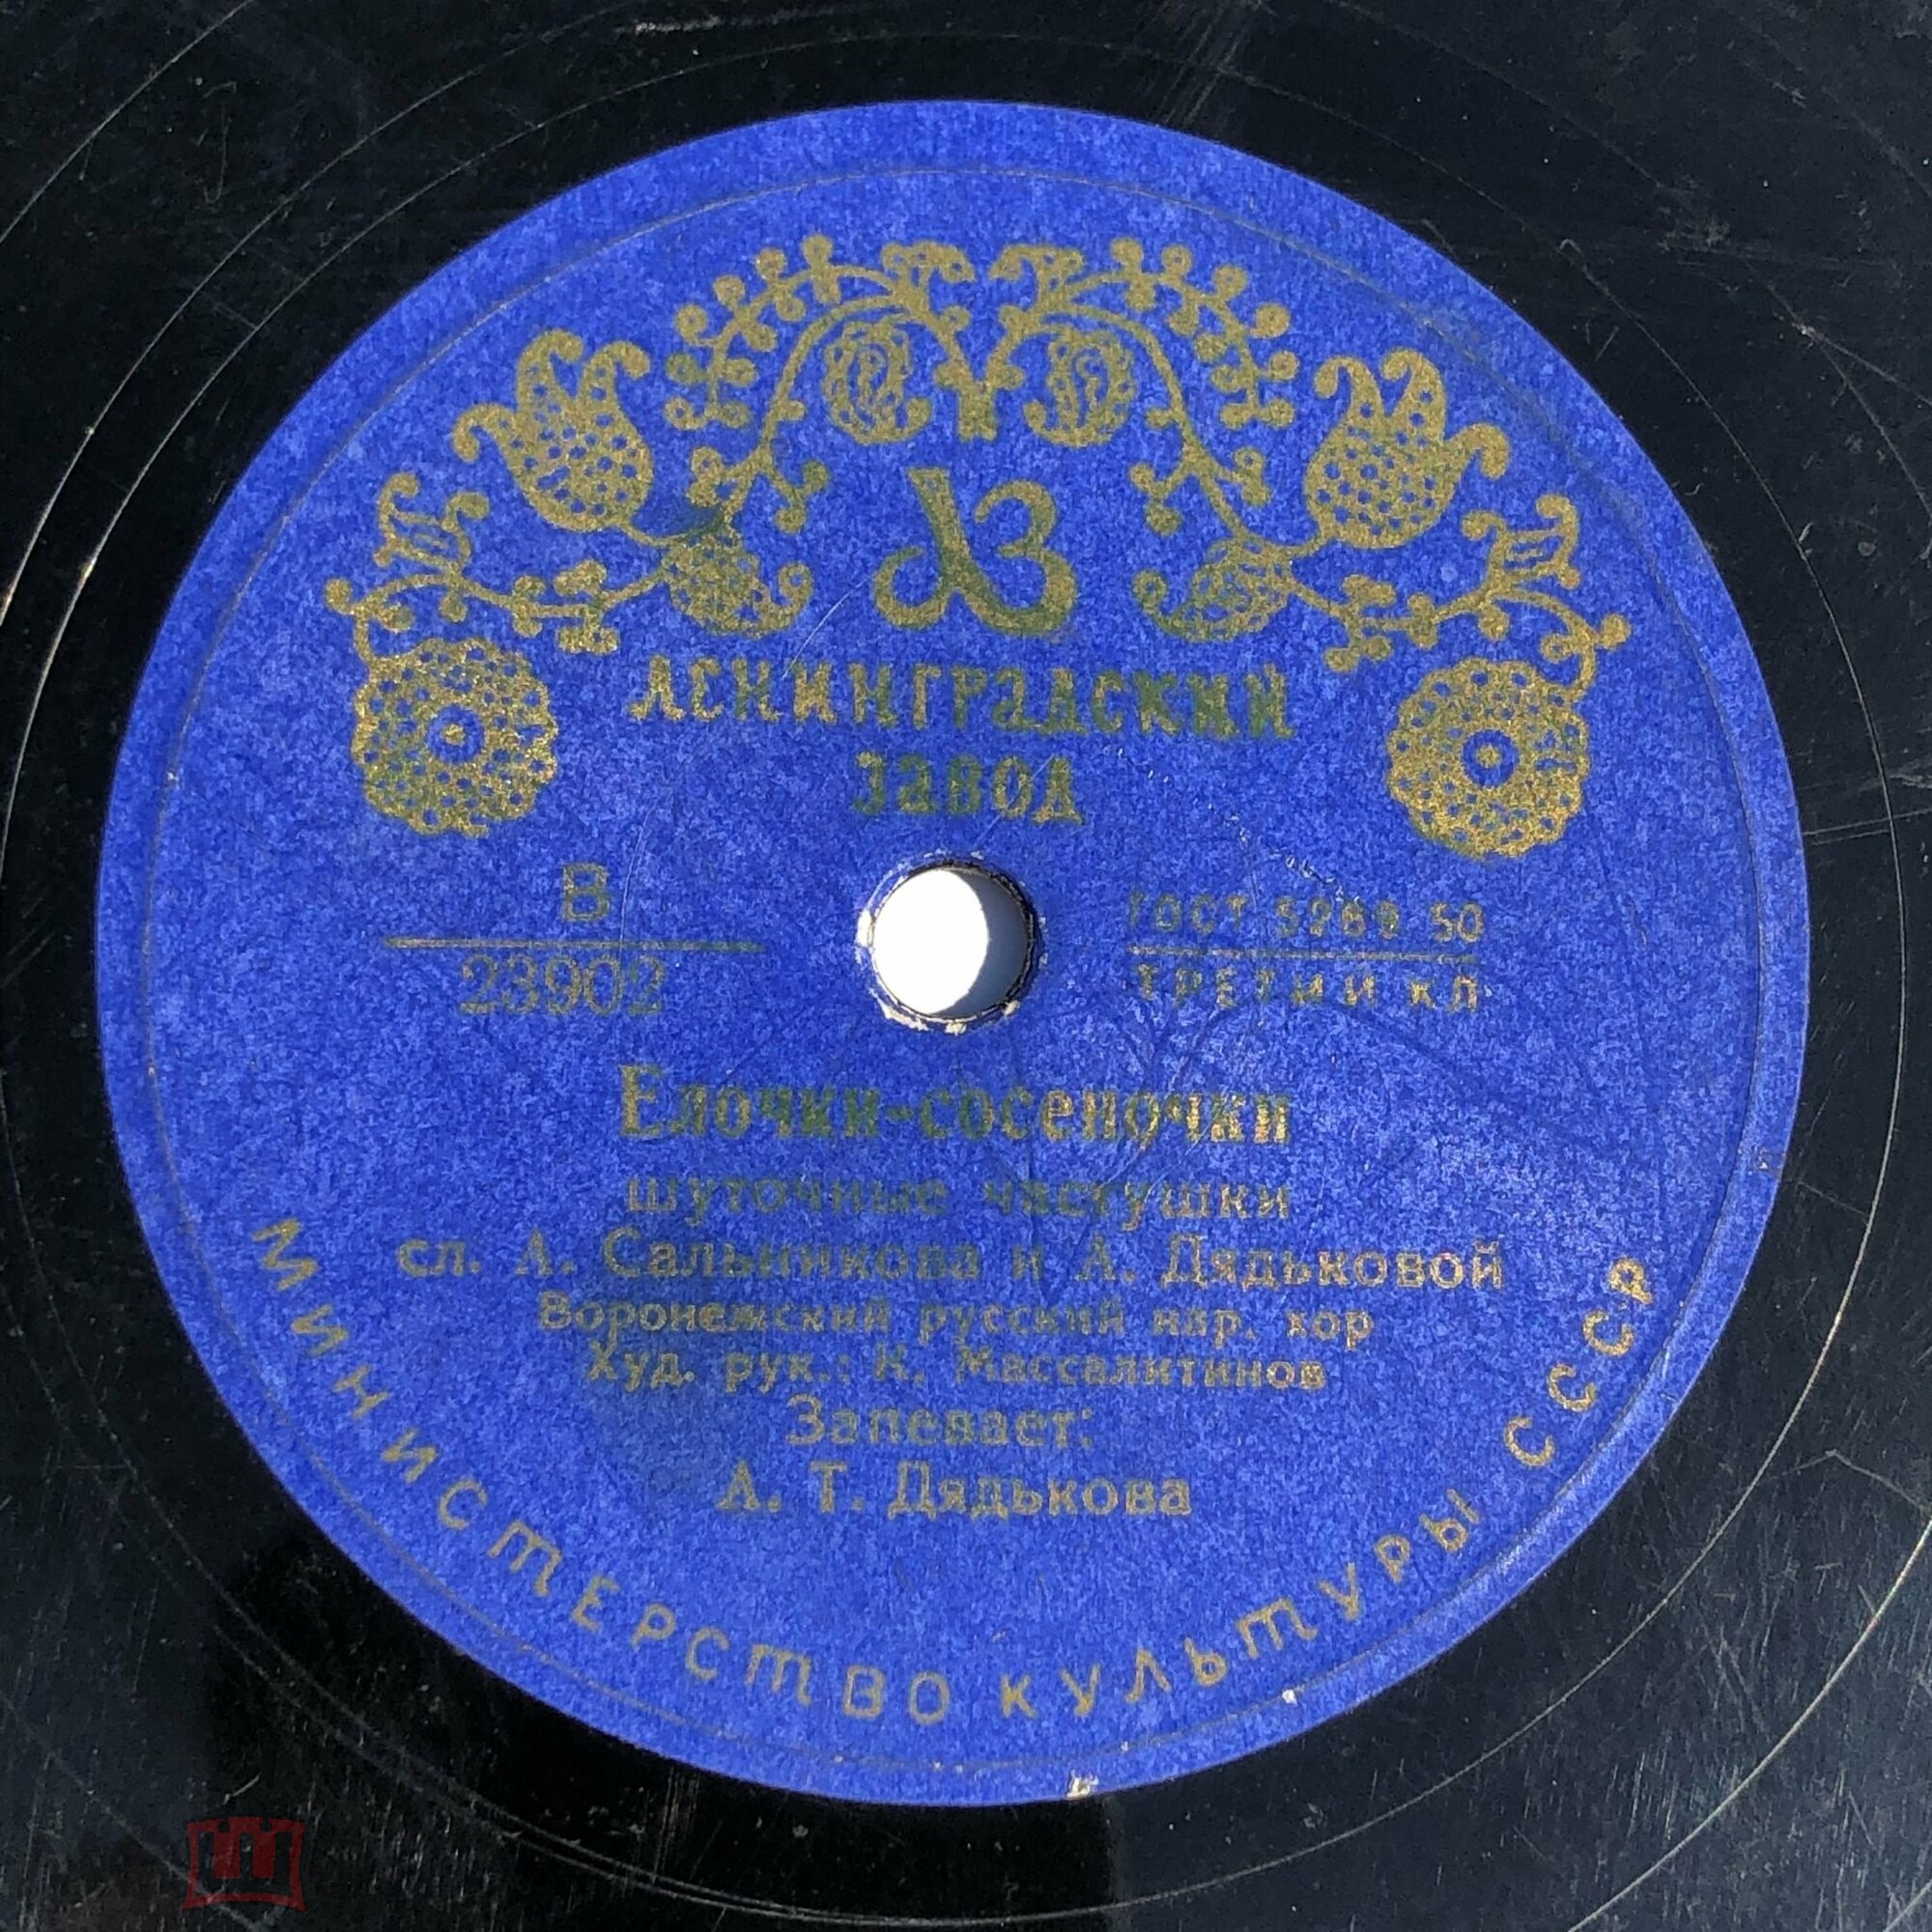 ЛЗ
ЛЕНИНГРАДСКИЙ
ЗАВОД
В
23902
ГОСТ 5289 50
ТРЕТИЙ КЛ
Елочки-сосеночки
шуточные частушки
сл. А. Сальникова и А. Дядьковой
Воронежский русский нар. хор
Худ. рук.: К. Массалитинов
Запевает:
А. Т. Дядькова
МИНИСТЕРСТВО КУЛЬТУРЫ СССР